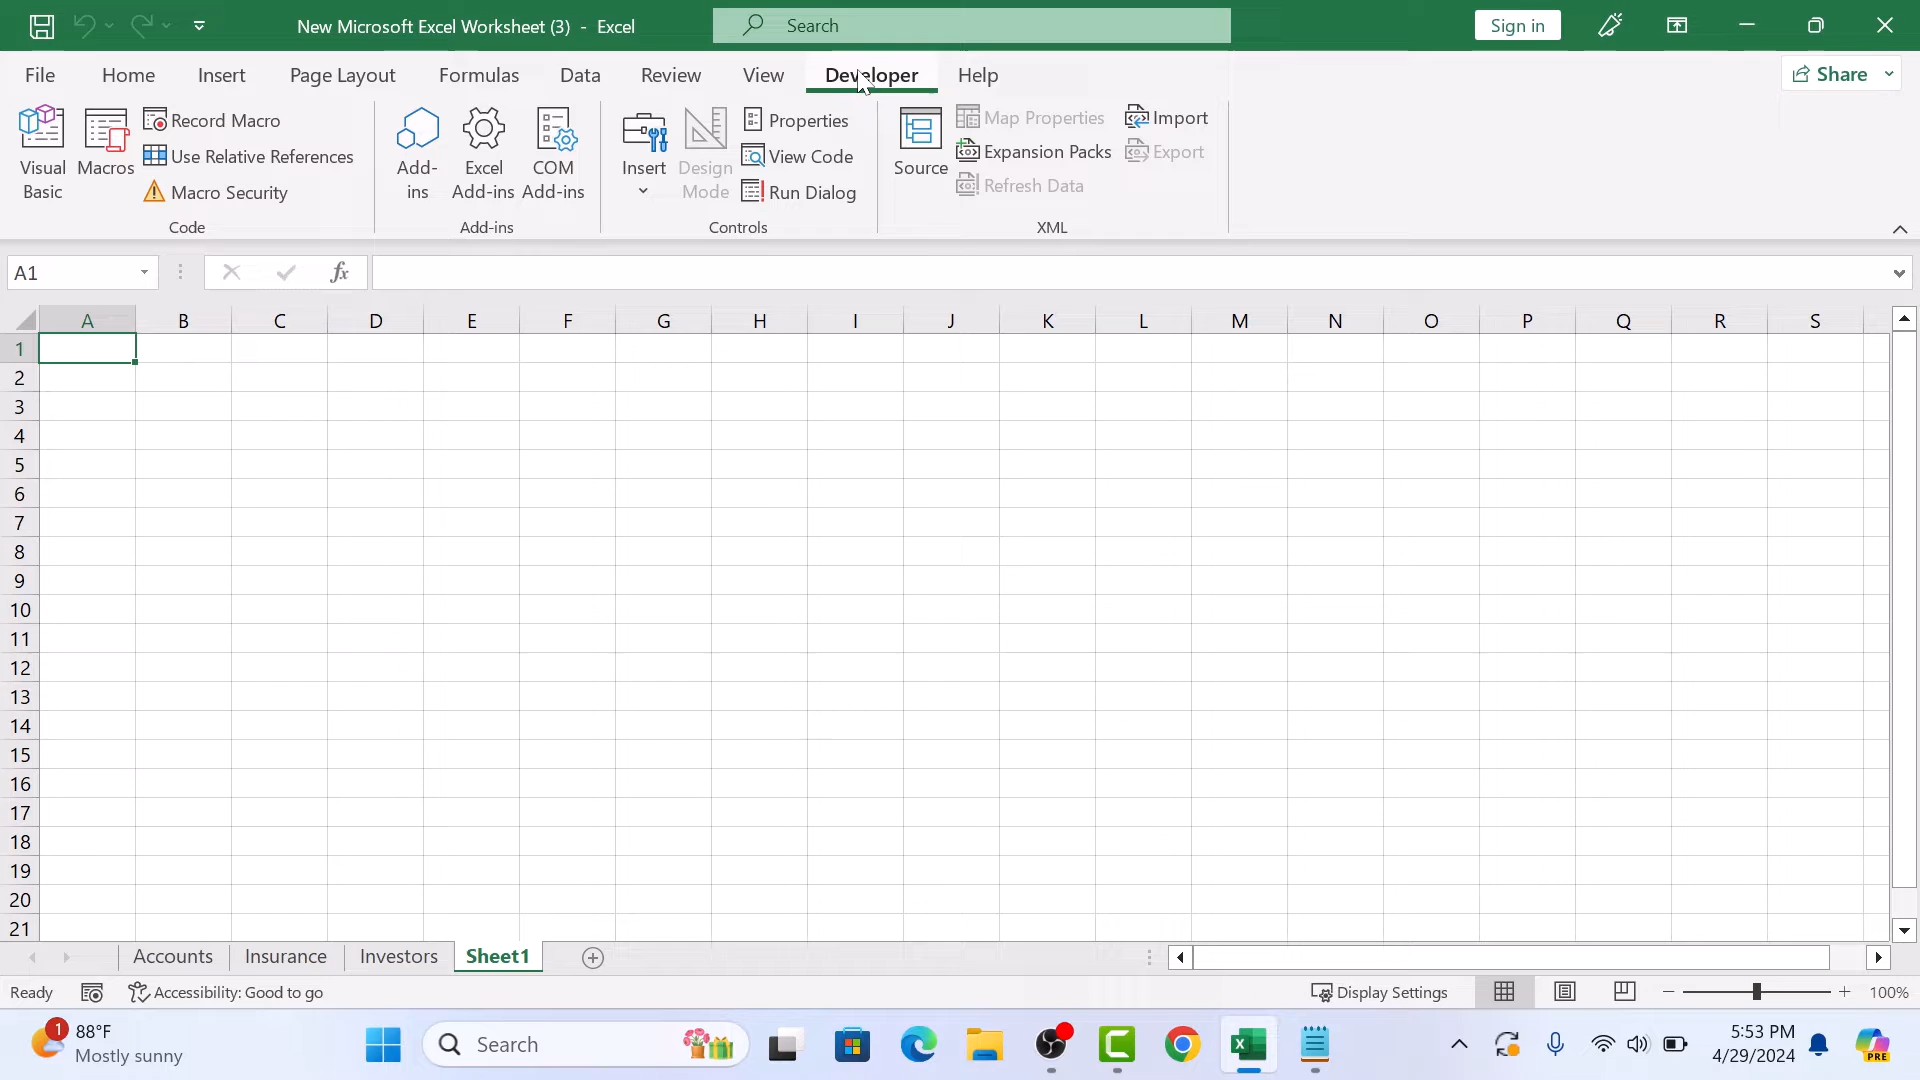 New Microsoft Excel Worksheet (3) - Excel
Search
Sign in
File Home Insert Page Layout Formulas Data Review View Developer Help
Share
Visual Basic
Macros
Record Macro
Use Relative References
Macro Security
Code
Add-ins
Excel Add-ins
COM Add-ins
Add-ins
Insert
Design Mode
Properties
View Code
Run Dialog
Controls
Source
Map Properties
Expansion Packs
Refresh Data
Import
Export
XML
A1
fx
A B C D E F G H I J K L M N O P Q R S
1
2
3
4
5
6
7
8
9
10
11
12
13
14
15
16
17
18
19
20
21
Accounts Insurance Investors Sheet1
Ready
Accessibility: Good to go
Display Settings
100%
1
88°F
Mostly sunny
Search
5:53 PM
4/29/2024
PRE